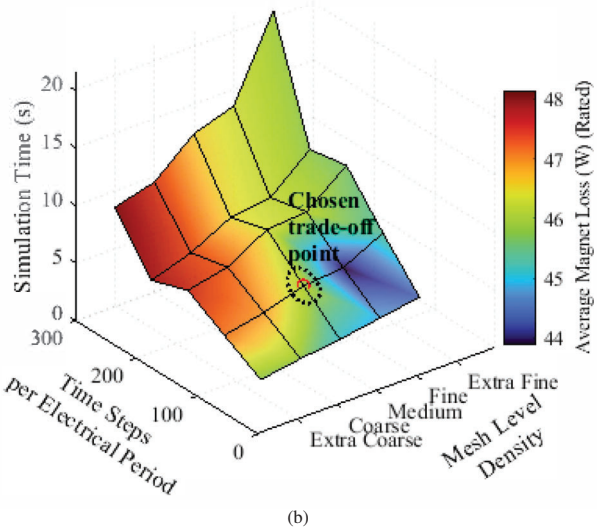 20
15
10
5
0
Simulation Time (s)
300
200
100
0
Time Steps
per Electrical Period
Extra Coarse
Coarse
Medium
Fine
Extra Fine
Mesh Level
Density
Chosen
trade-off
point
48
47
46
45
44
Average Magnet Loss (W) (Rated)
(b)